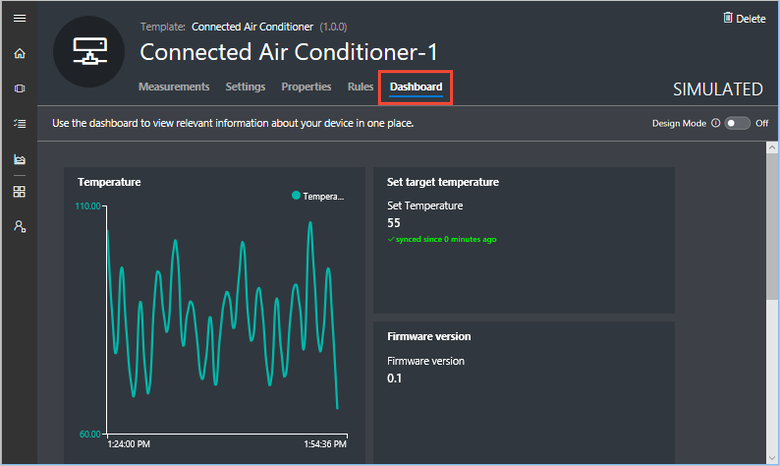 Template: Connected Air Conditioner (1.0.0)
Delete
Connected Air Conditioner-1
Measurements Settings Properties Rules Dashboard
SIMULATED
Use the dashboard to view relevant information about your device in one place.
Design Mode Off
Temperature
Tempera...
110.00
60.00
1:24:00 PM 1:54:36 PM
Set target temperature
Set Temperature
55
synced since 0 minutes ago
Firmware version
Firmware version
0.1